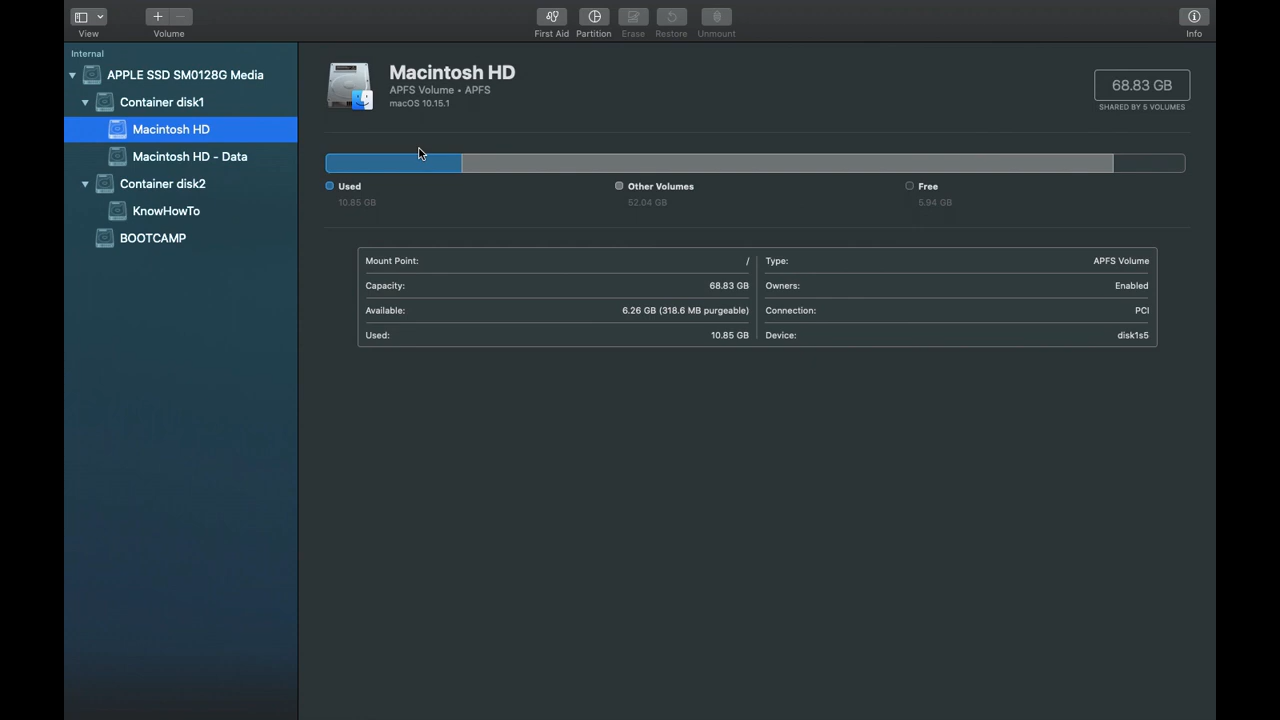 View
Volume
First Aid
Partition
Erase
Restore
Unmount
Info
Internal
APPLE SSD SM0128G Media
Container disk1
Macintosh HD
Macintosh HD - Data
Container disk2
KnowHowTo
BOOTCAMP
Macintosh HD
APFS Volume • APFS
macOS 10.15.1
68.83 GB
SHARED BY 5 VOLUMES
Used
10.85 GB
Other Volumes
52.04 GB
Free
5.94 GB
Mount Point: /
Capacity: 68.83 GB
Available: 6.26 GB (318.6 MB purgeable)
Used: 10.85 GB
Type: APFS Volume
Owners: Enabled
Connection: PCI
Device: disk1s5